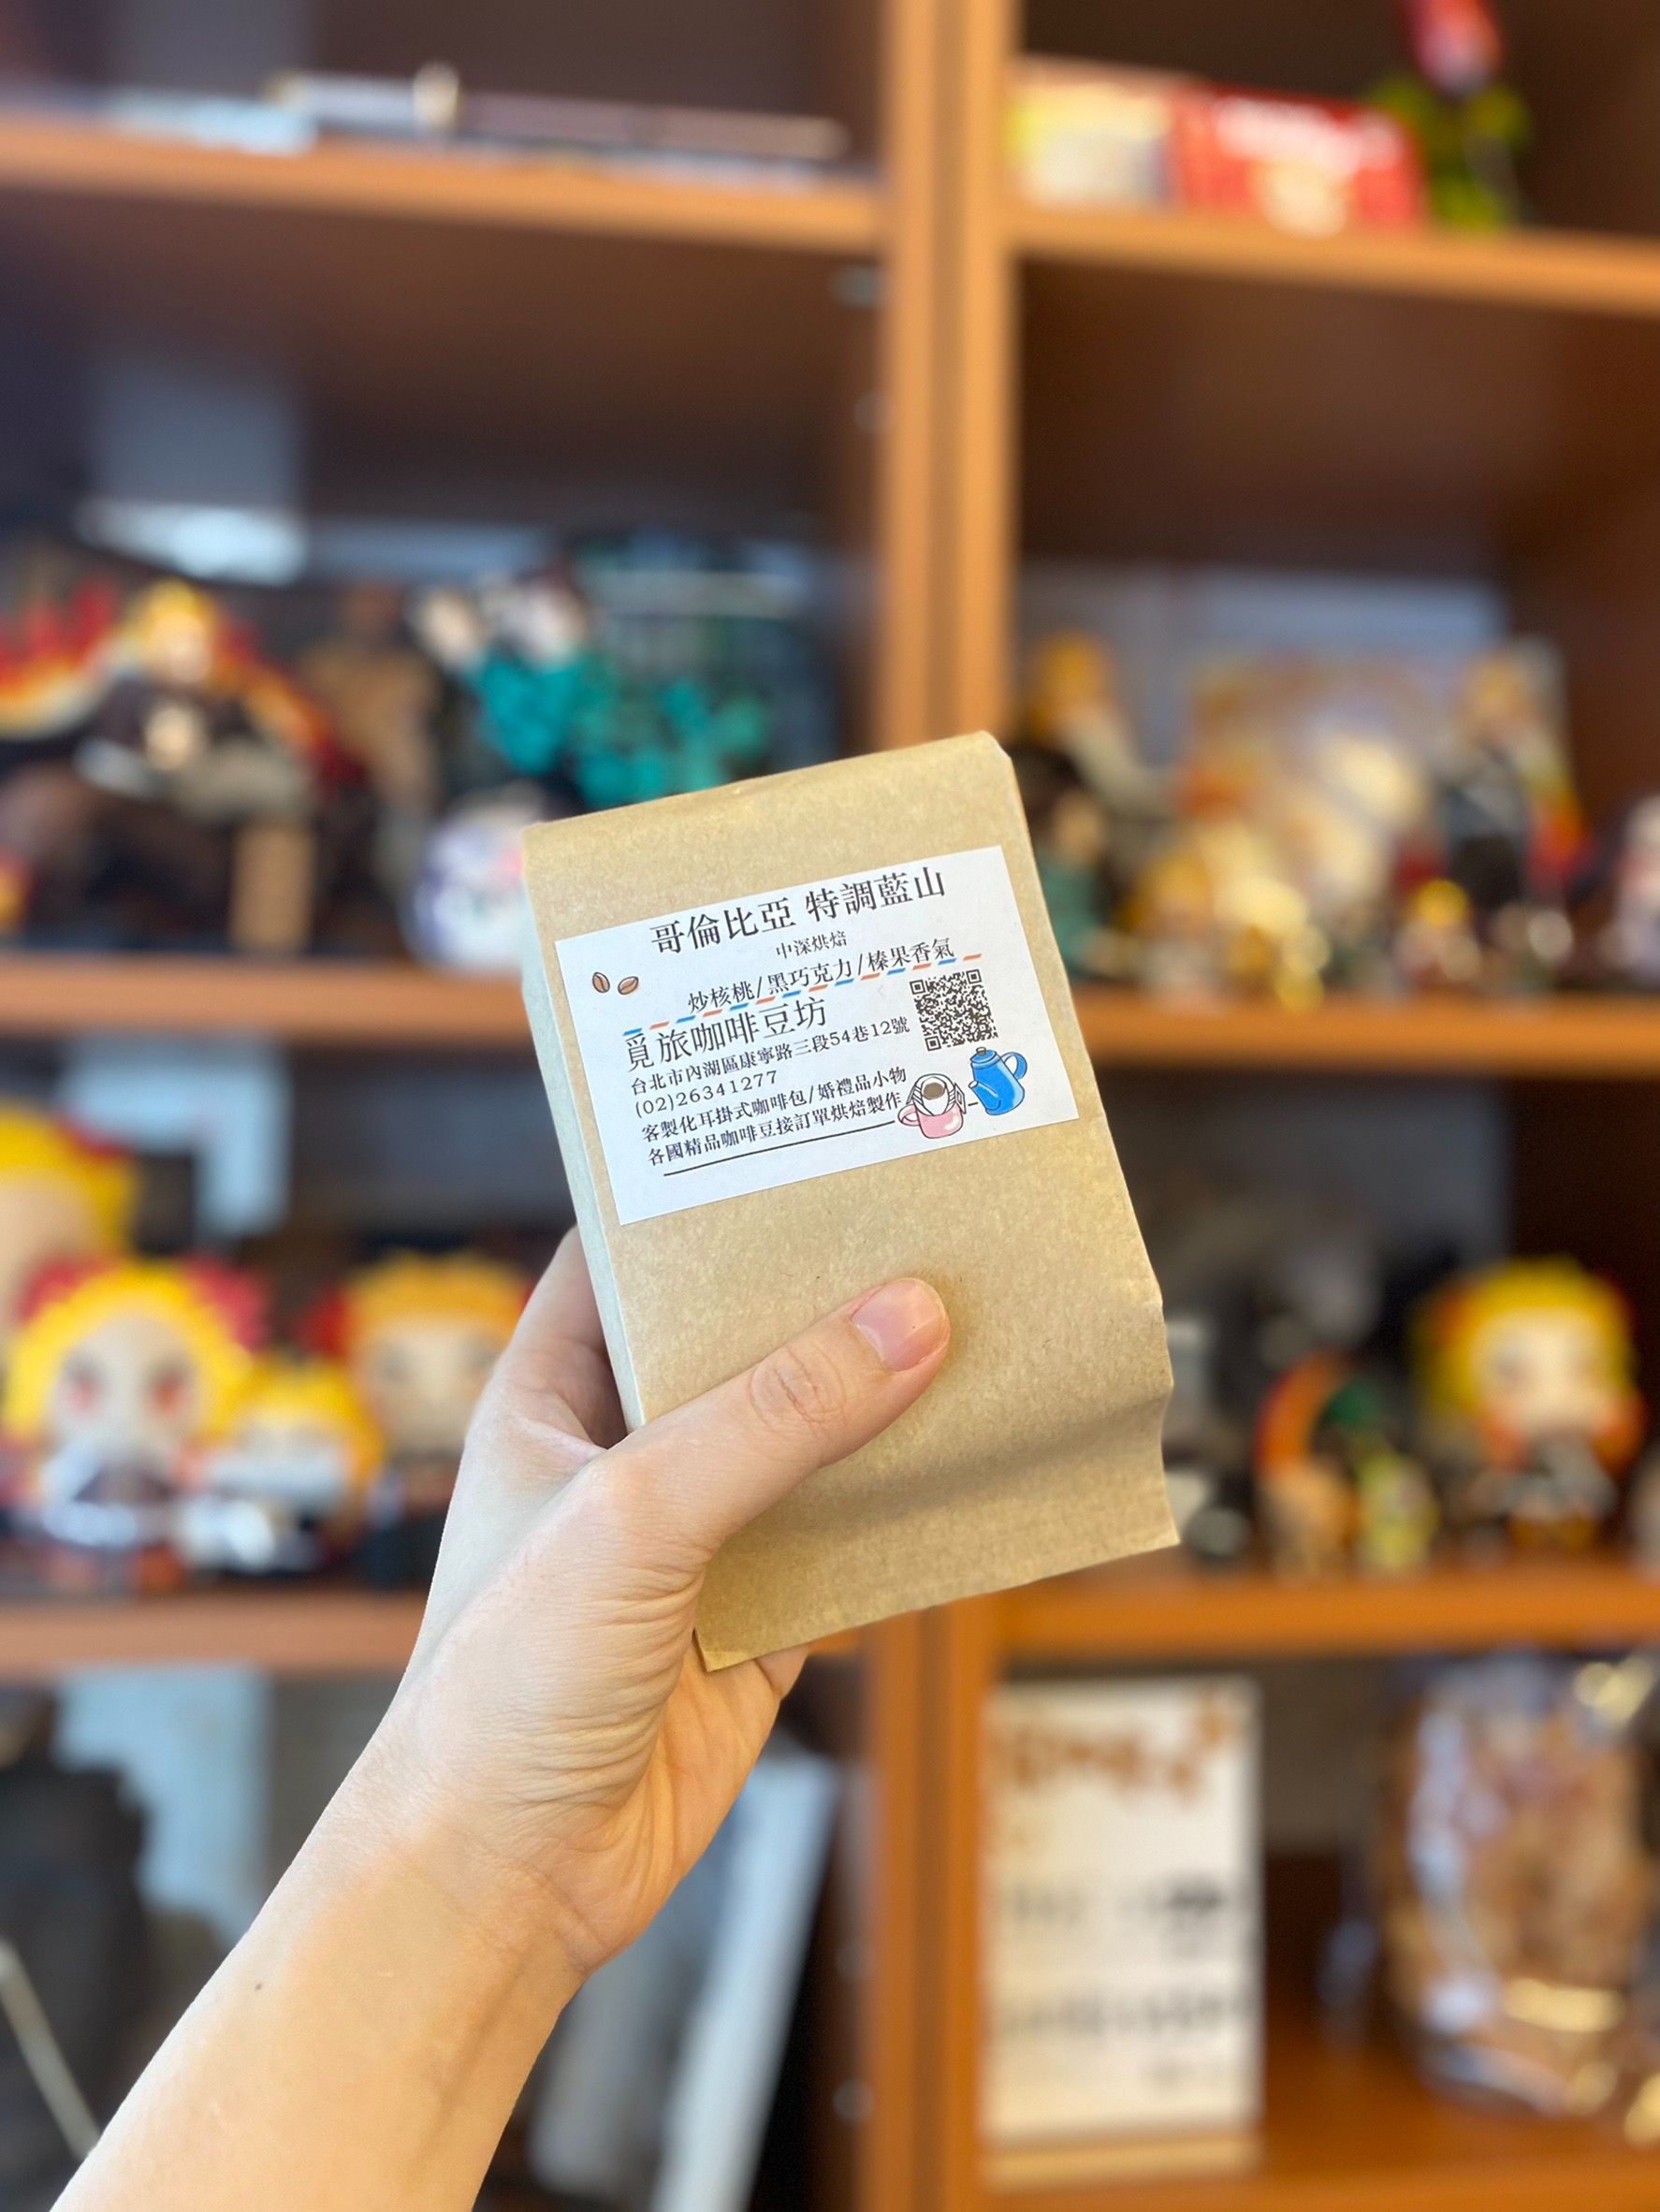 哥倫比亞 特調藍山
中深烘焙
炒核桃/黑巧克力/榛果香氣
覓旅咖啡豆坊
台北市內湖區康寧路三段54巷12號
(02)26341277
客製化耳掛式咖啡包/婚禮品小物
各國精品咖啡豆接訂單烘焙製作